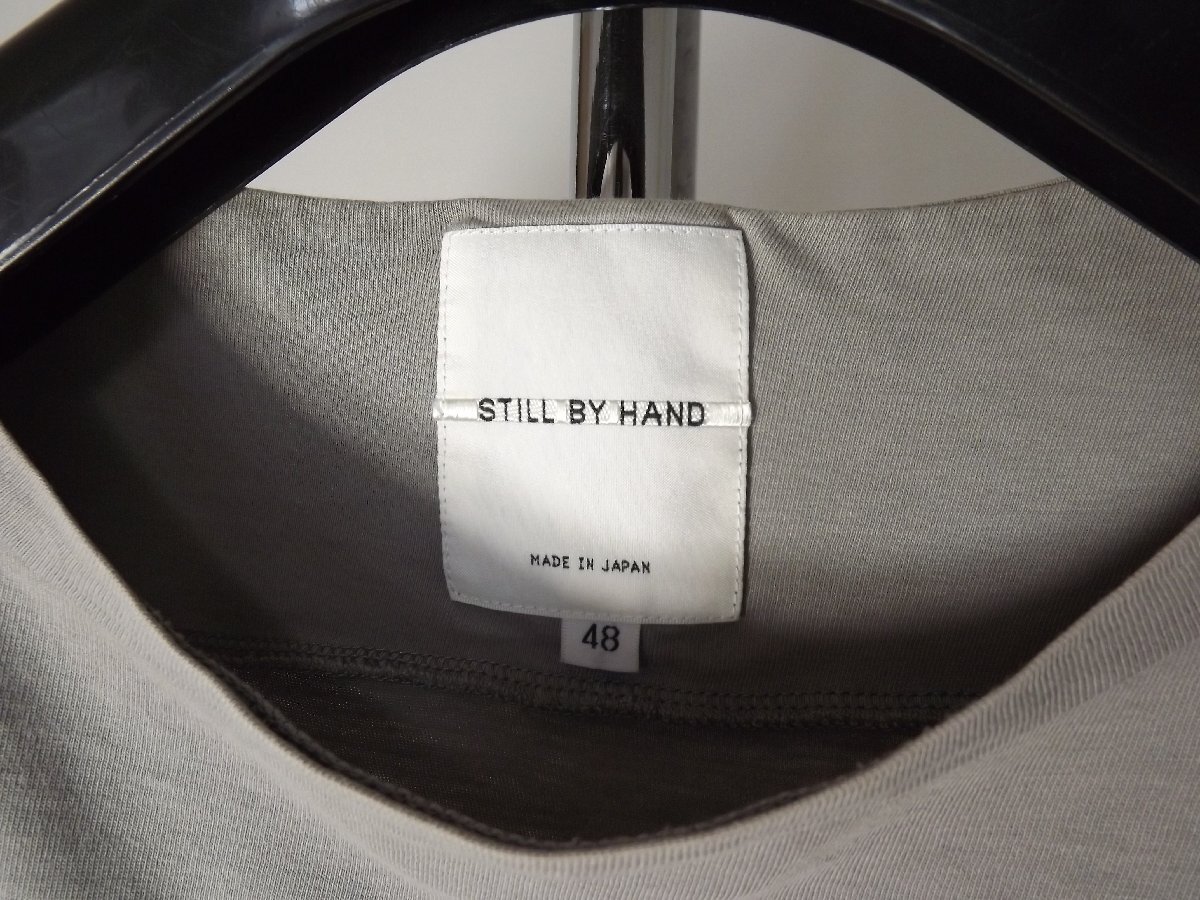 STILL BY HAND
MADE IN JAPAN
48